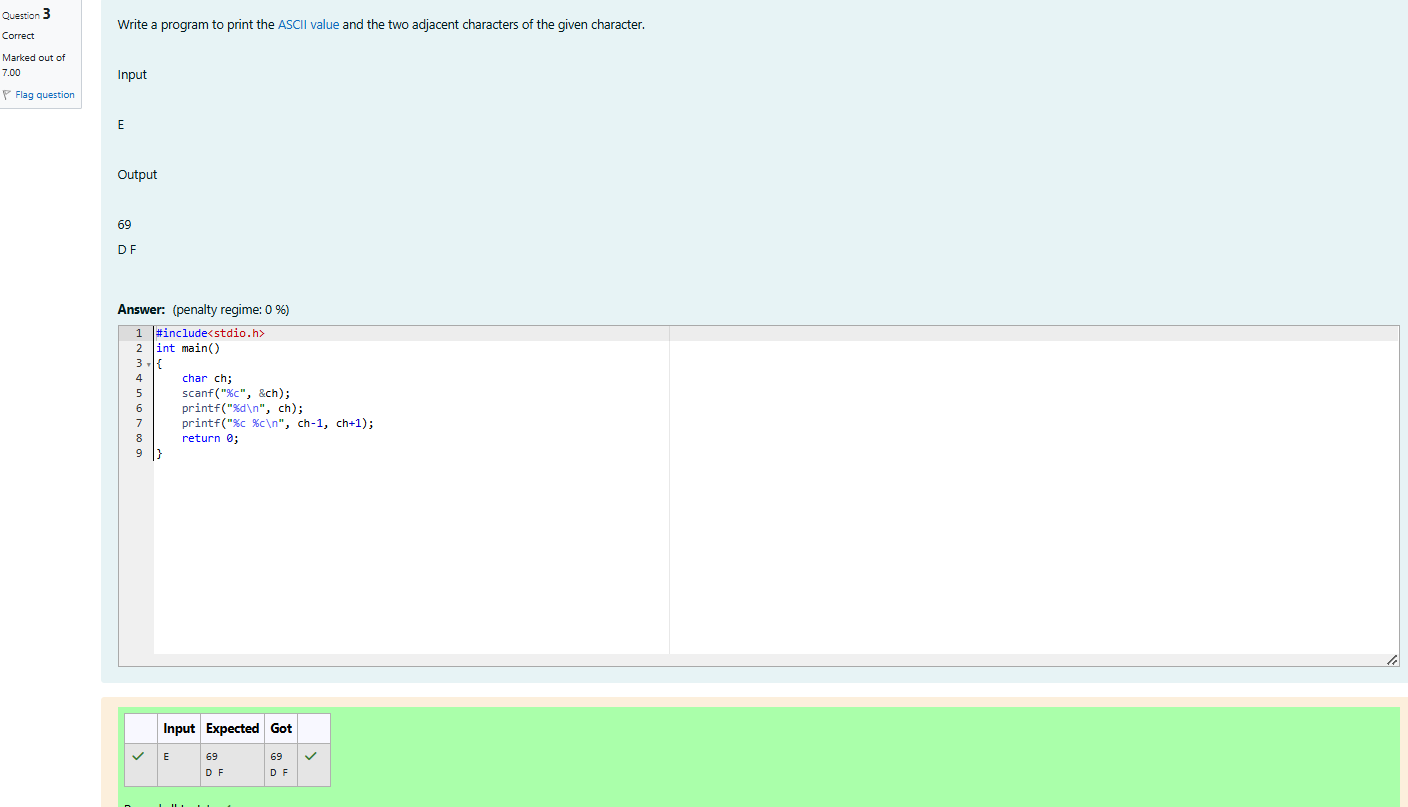 Question 3
Correct
Marked out of
7.00
Flag question
Write a program to print the ASCII value and the two adjacent characters of the given character.
Input
E
Output
69
D F
Answer: (penalty regime: 0 %)
1 #include<stdio.h>
2 int main()
3 {
4 char ch;
5 scanf("%c", &ch);
6 printf("%d\n", ch);
7 printf("%c %c\n", ch-1, ch+1);
8 return 0;
9 }
Input Expected Got
E 69 69
D F D F